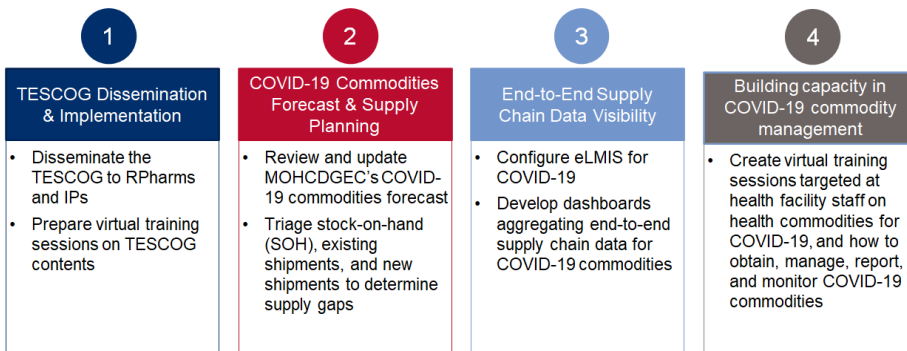 1
TESCOG Dissemination
& Implementation
• Disseminate the
TESCOG to RPharms
and IPs
• Prepare virtual training
sessions on TESCOG
contents
2
COVID-19 Commodities
Forecast & Supply
Planning
• Review and update
MOHCDGEC's COVID-
19 commodities forecast
• Triage stock-on-hand
(SOH), existing
shipments, and new
shipments to determine
supply gaps
3
End-to-End Supply
Chain Data Visibility
• Configure eLMIS for
COVID-19
• Develop dashboards
aggregating end-to-end
supply chain data for
COVID-19 commodities
4
Building capacity in
COVID-19 commodity
management
• Create virtual training
sessions targeted at
health facility staff on
health commodities for
COVID-19, and how to
obtain, manage, report,
and monitor COVID-19
commodities